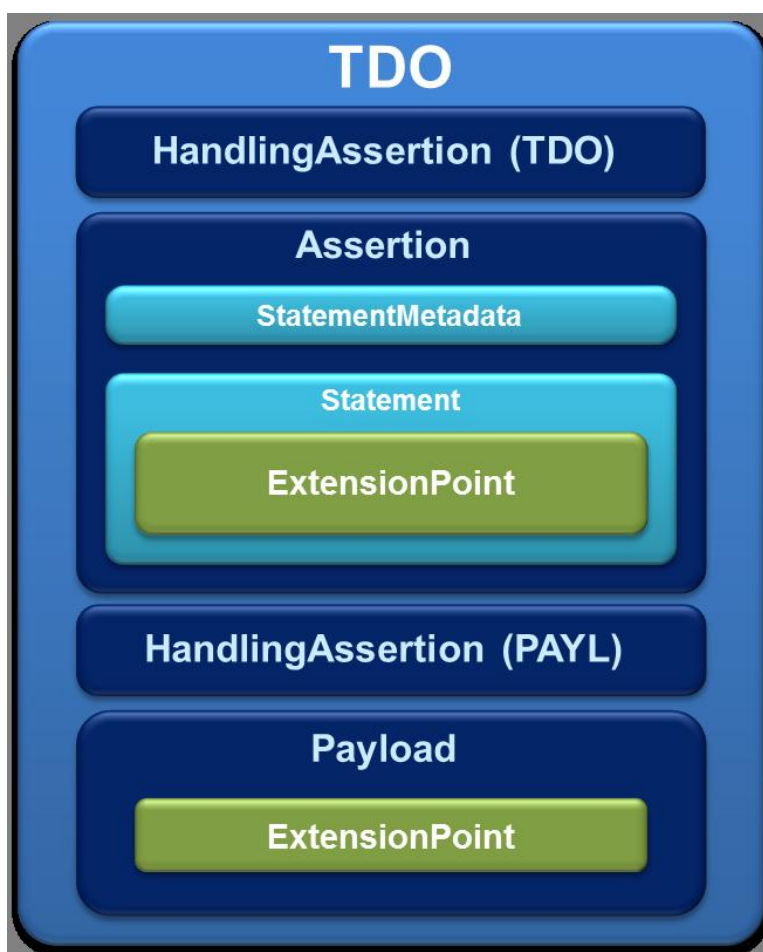 TDO
HandlingAssertion (TDO)
Assertion
StatementMetadata
Statement
ExtensionPoint
HandlingAssertion (PAYL)
Payload
ExtensionPoint